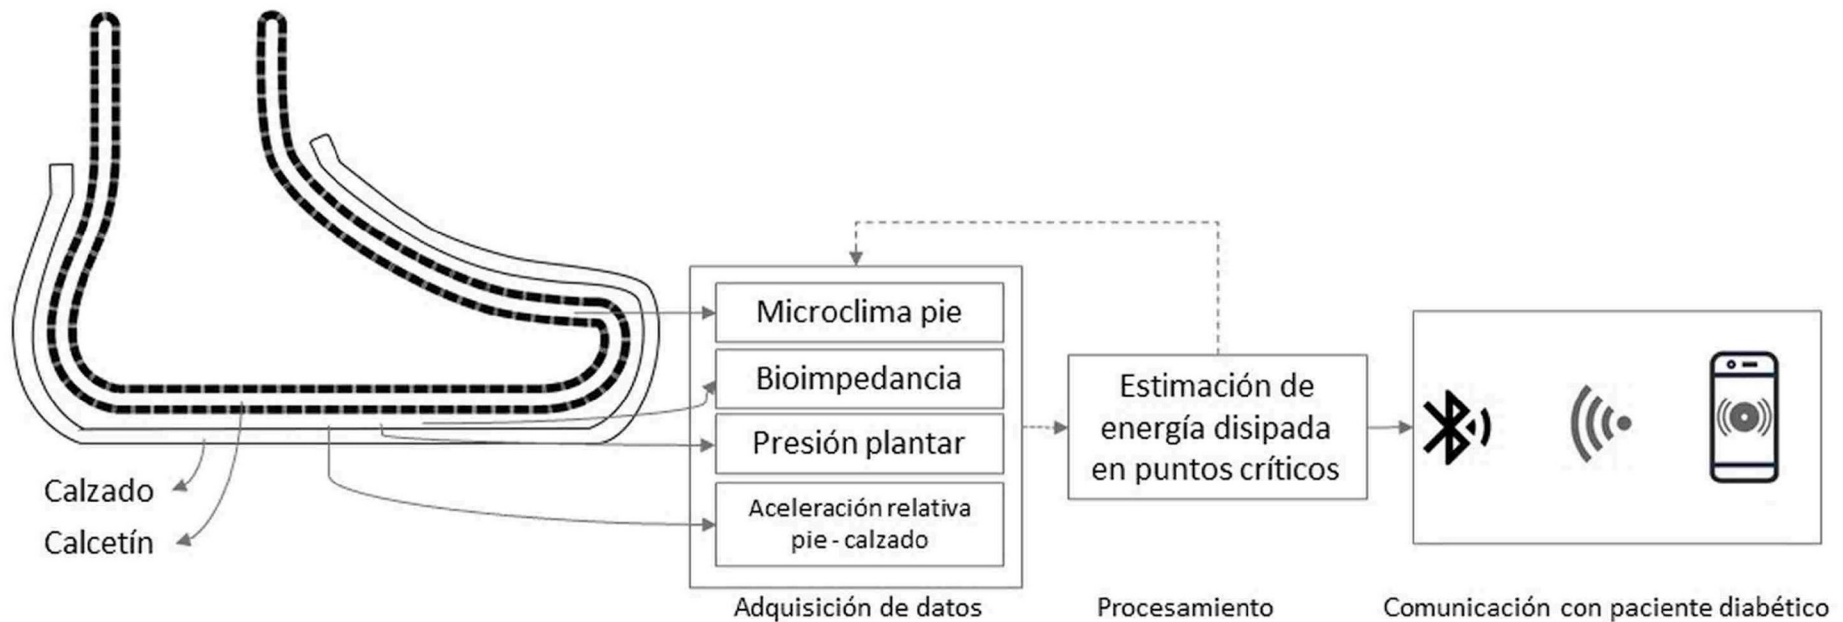 Microclima pie
Bioimpedancia
Presión plantar
Aceleración relativa
pie - calzado
Estimación de
energía disipada
en puntos críticos
Calzado
Calcetín
Adquisición de datos
Procesamiento
Comunicación con paciente diabético